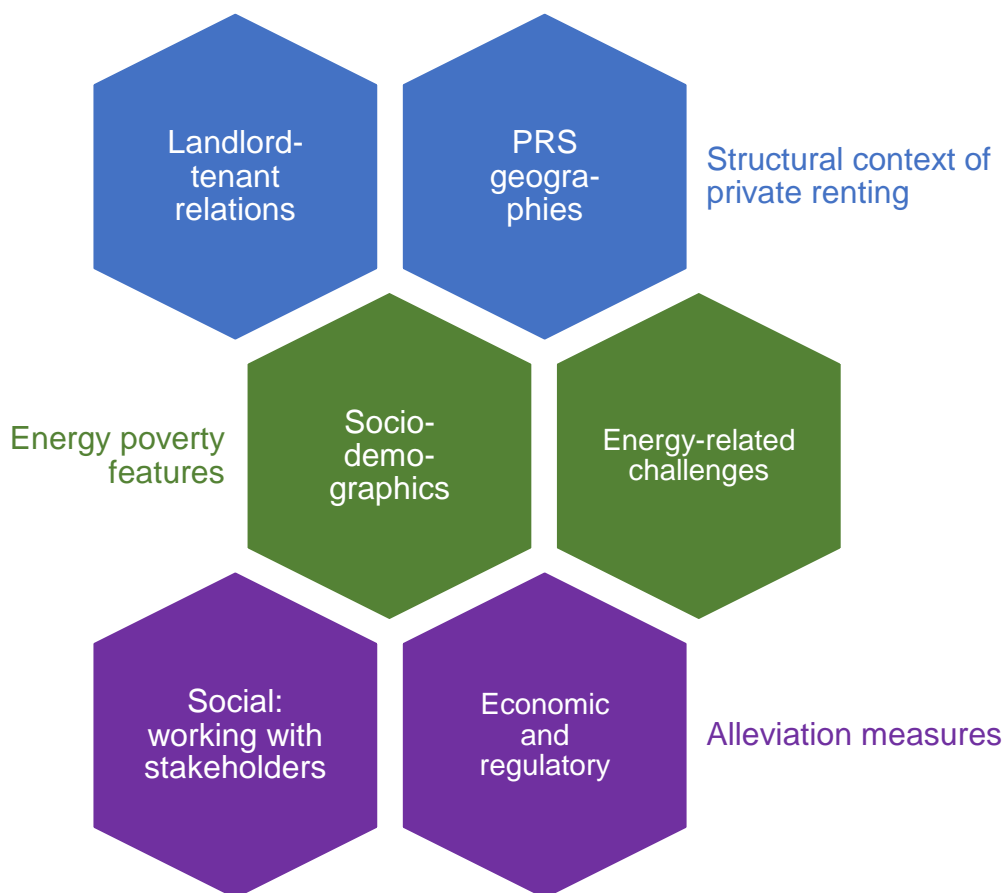 Landlord-
tenant
relations
PRS
geogra-
phies
Structural context of
private renting
Energy poverty
features
Socio-
demo-
graphics
Energy-related
challenges
Social:
working with
stakeholders
Economic
and
regulatory
Alleviation measures